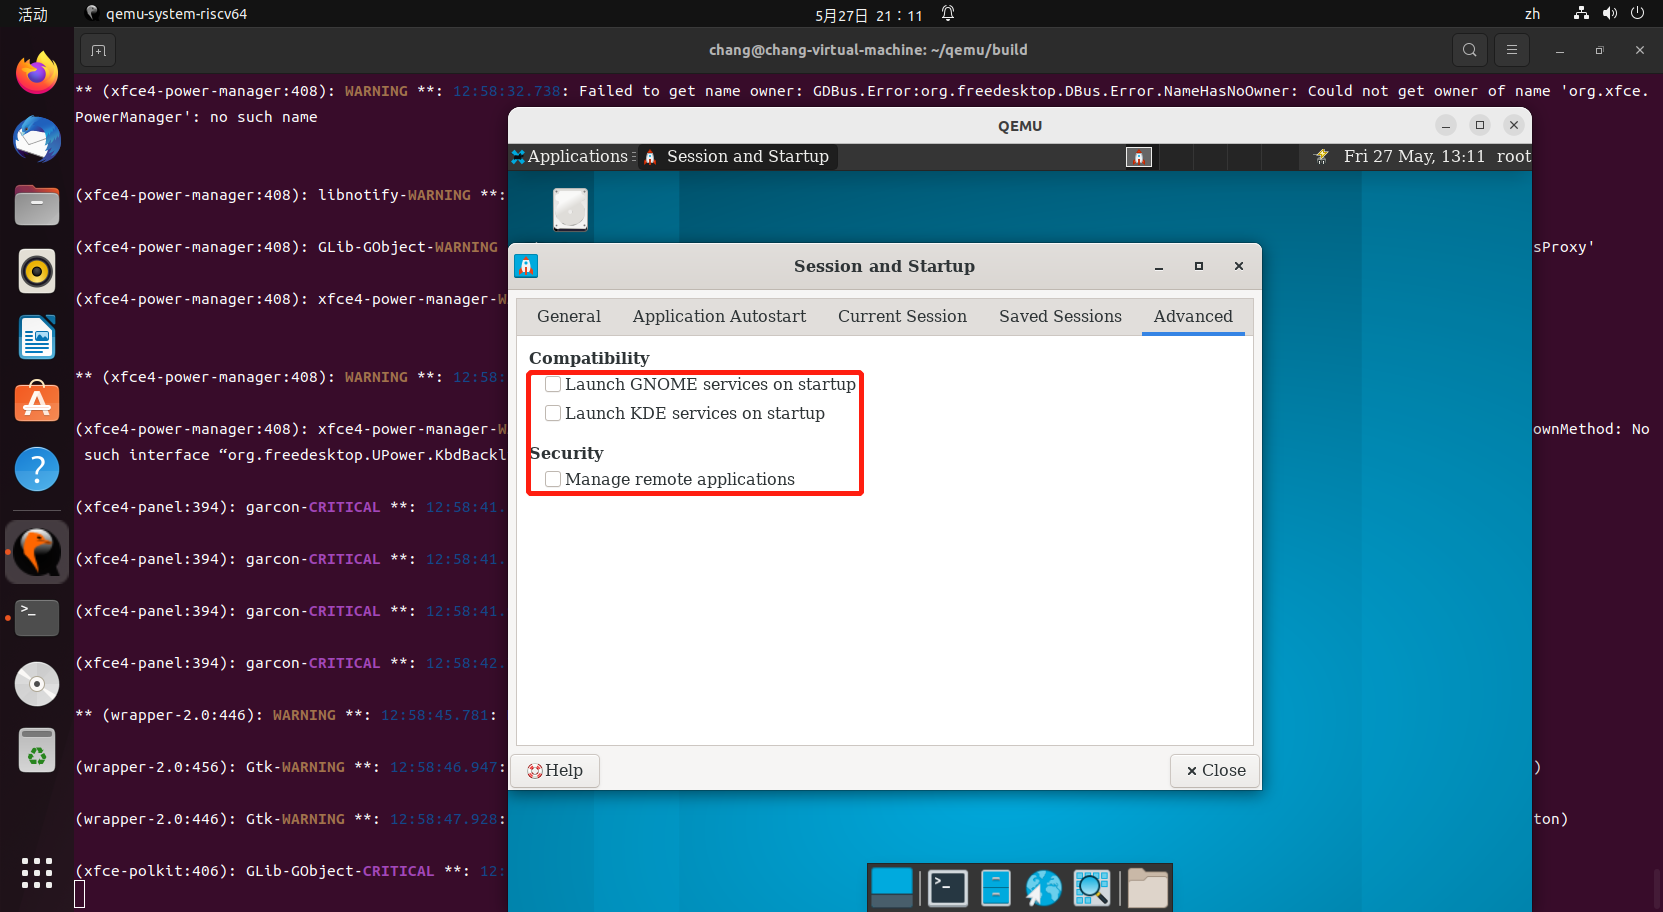 活动
qemu-system-riscv64
5月27日 21：11
zh
chang@chang-virtual-machine: ~/qemu/build
** (xfce4-power-manager:408): WARNING **: 12:58:32.738: Failed to get name owner: GDBus.Error:org.freedesktop.DBus.Error.NameHasNoOwner: Could not get owner of name 'org.xfce.
PowerManager': no such name
QEMU
Applications
Session and Startup
Fri 27 May, 13:11 root
(xfce4-power-manager:408): libnotify-WARNING **:
(xfce4-power-manager:408): GLib-GObject-WARNING
sProxy'
(xfce4-power-manager:408): xfce4-power-manager-W
Session and Startup
General
Application Autostart
Current Session
Saved Sessions
Advanced
Compatibility
Launch GNOME services on startup
Launch KDE services on startup
Security
Manage remote applications
Help
Close
** (xfce4-power-manager:408): WARNING **: 12:58:
(xfce4-power-manager:408): xfce4-power-manager-W
ownMethod: No
such interface “org.freedesktop.UPower.KbdBackl
(xfce4-panel:394): garcon-CRITICAL **: 12:58:41.
(xfce4-panel:394): garcon-CRITICAL **: 12:58:41.
(xfce4-panel:394): garcon-CRITICAL **: 12:58:41.
(xfce4-panel:394): garcon-CRITICAL **: 12:58:42.
** (wrapper-2.0:446): WARNING **: 12:58:45.781:
(wrapper-2.0:456): Gtk-WARNING **: 12:58:46.947:
)
(wrapper-2.0:446): Gtk-WARNING **: 12:58:47.928:
ton)
(xfce-polkit:406): GLib-GObject-CRITICAL **: 12: